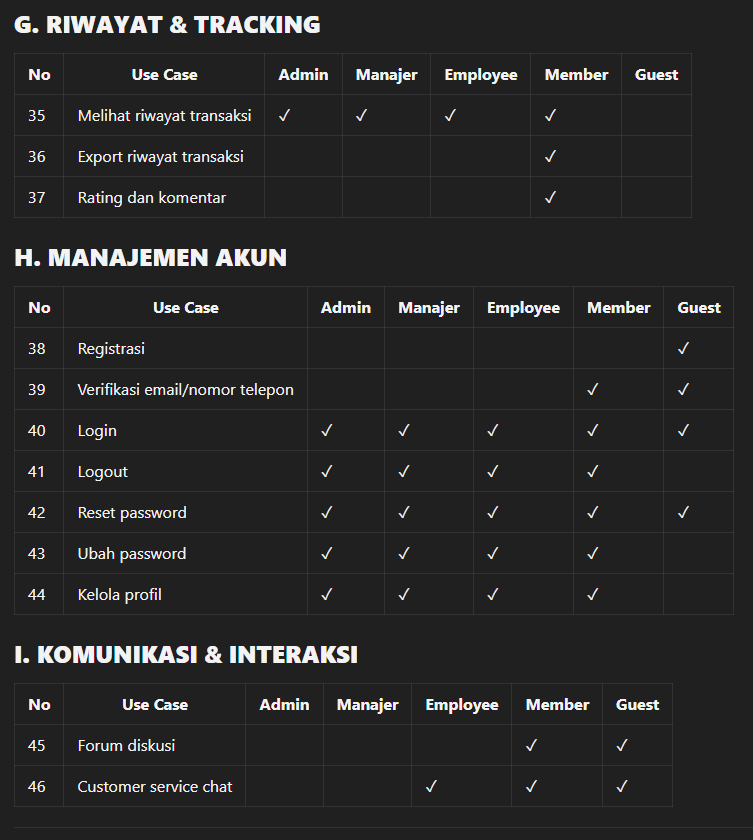 G. RIWAYAT & TRACKING
No Use Case Admin Manajer Employee Member Guest
35 Melihat riwayat transaksi ✓ ✓ ✓ ✓
36 Export riwayat transaksi ✓
37 Rating dan komentar ✓
H. MANAJEMEN AKUN
No Use Case Admin Manajer Employee Member Guest
38 Registrasi ✓
39 Verifikasi email/nomor telepon ✓ ✓
40 Login ✓ ✓ ✓ ✓ ✓
41 Logout ✓ ✓ ✓ ✓
42 Reset password ✓ ✓ ✓ ✓ ✓
43 Ubah password ✓ ✓ ✓ ✓
44 Kelola profil ✓ ✓ ✓ ✓
I. KOMUNIKASI & INTERAKSI
No Use Case Admin Manajer Employee Member Guest
45 Forum diskusi ✓ ✓
46 Customer service chat ✓ ✓ ✓